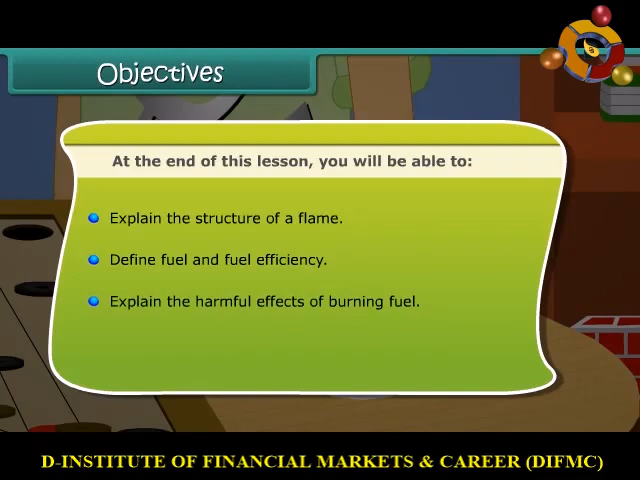 Objectives
At the end of this lesson, you will be able to:
Explain the structure of a flame.
Define fuel and fuel efficiency.
Explain the harmful effects of burning fuel.
D-INSTITUTE OF FINANCIAL MARKETS & CAREER (DIFMC)